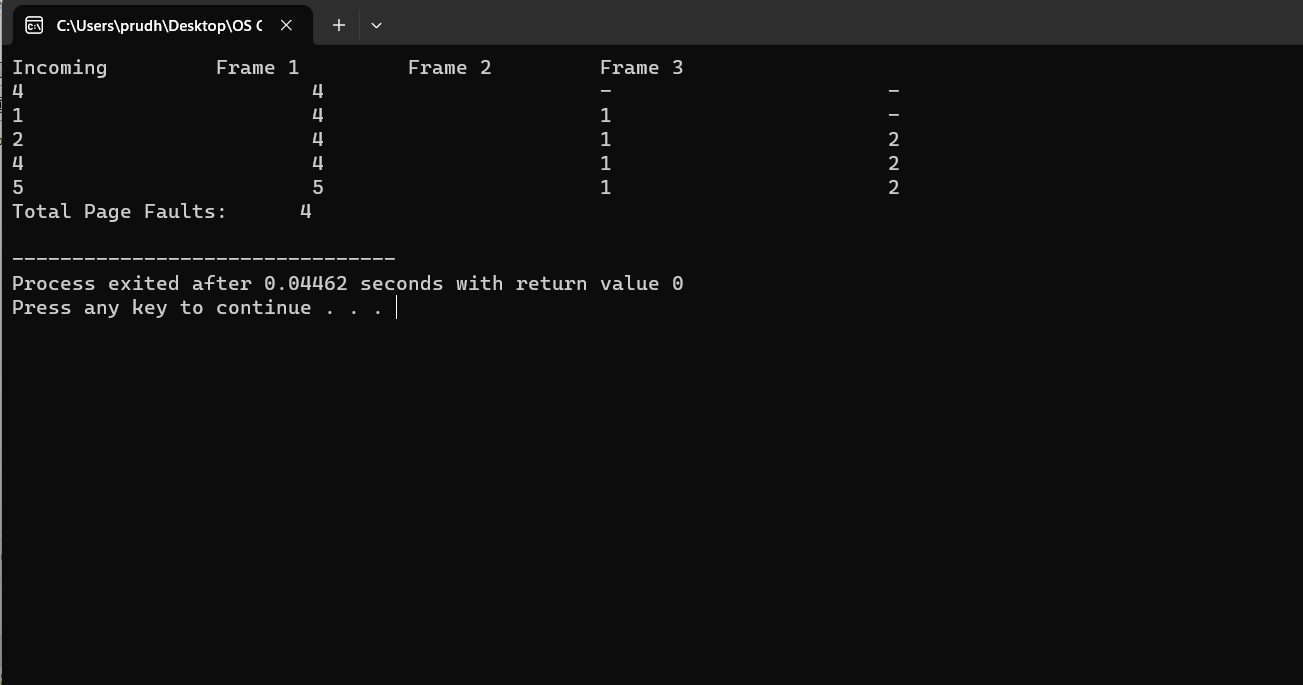 C:\Users\prudh\Desktop\OS C
Incoming Frame 1 Frame 2 Frame 3
4 4 - -
1 4 1 -
2 4 1 2
4 4 1 2
5 5 1 2
Total Page Faults: 4
--------------------------------
Process exited after 0.04462 seconds with return value 0
Press any key to continue . . .